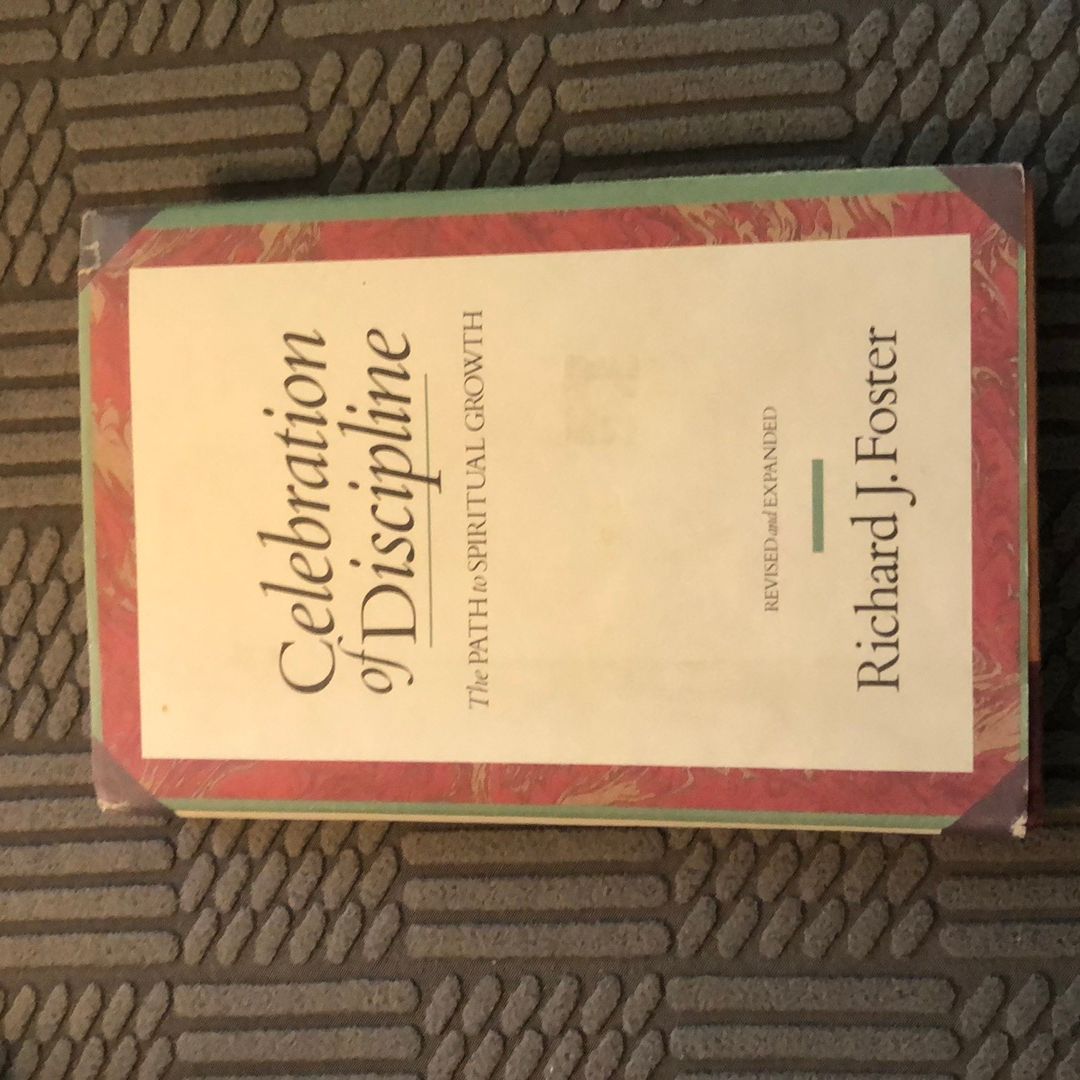 Celebration
of Discipline
The PATH to SPIRITUAL GROWTH
REVISED and EXPANDED
Richard J. Foster